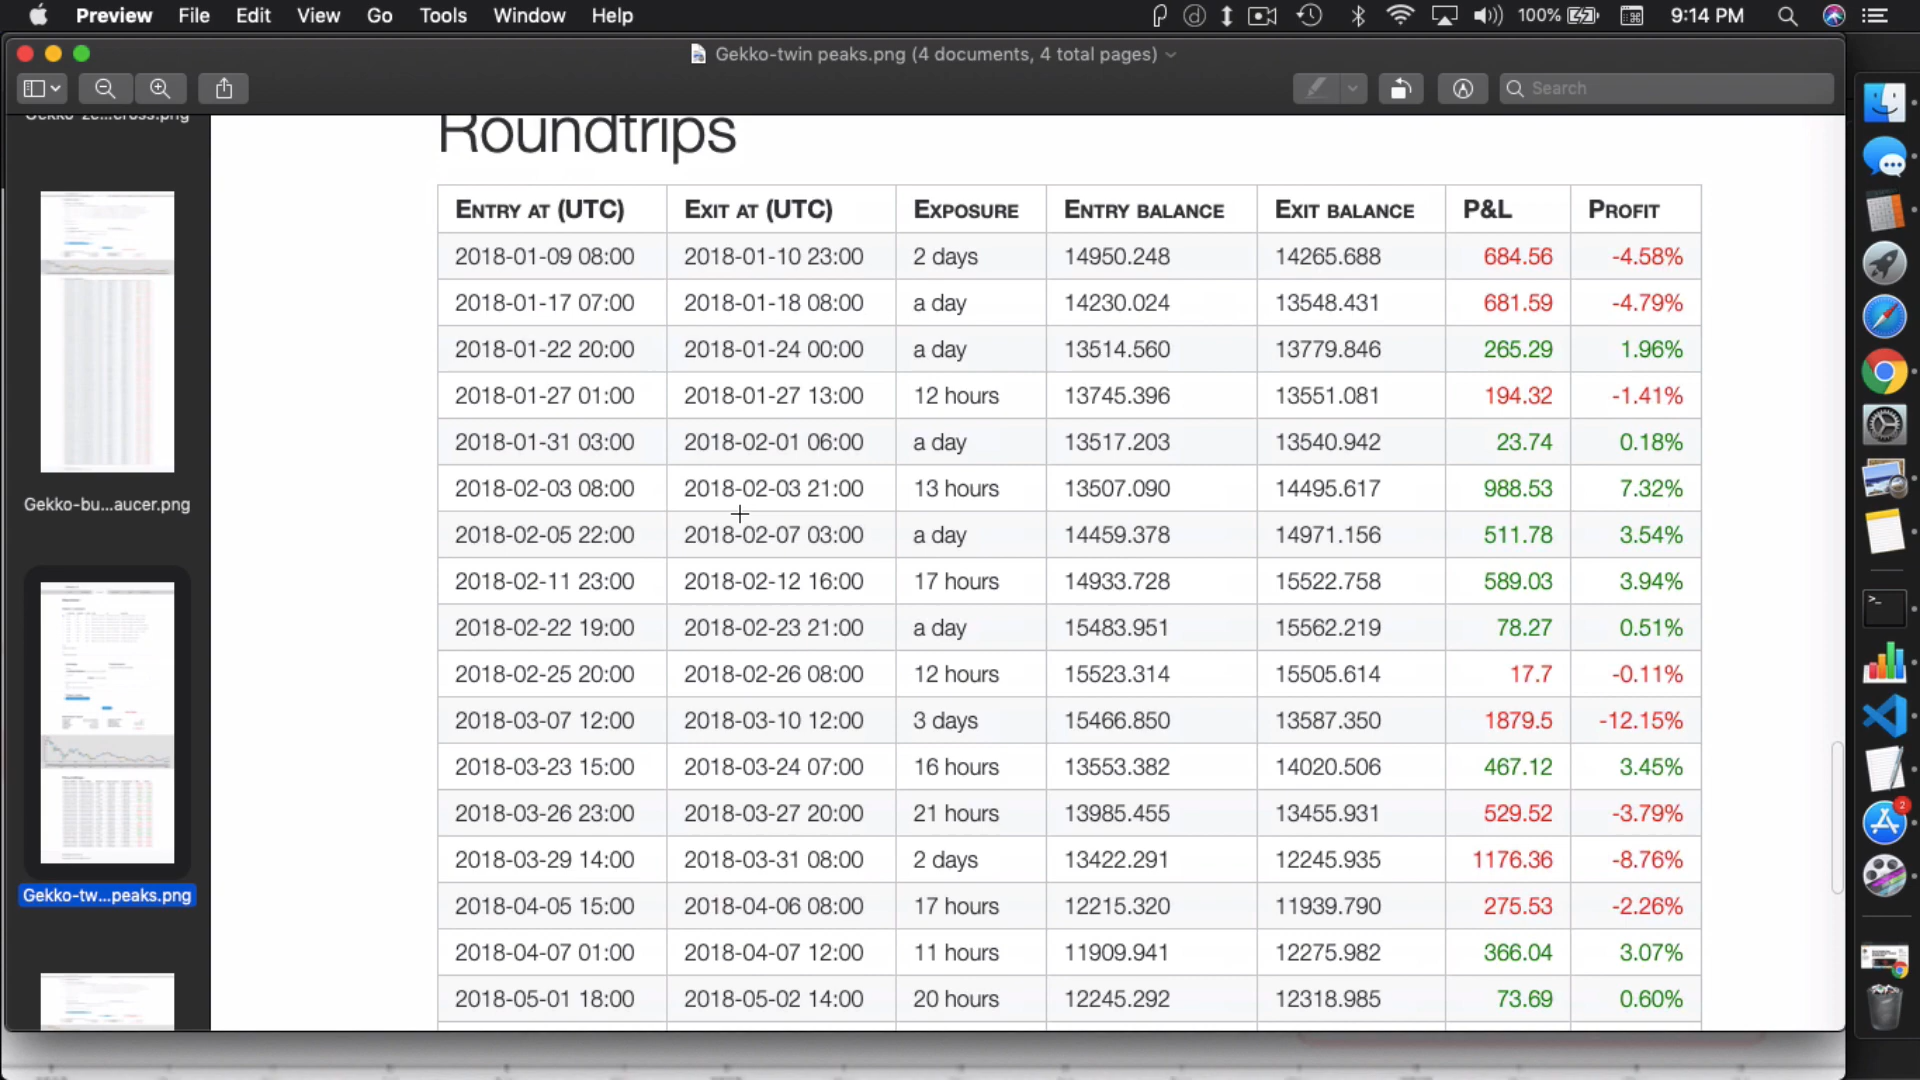 Preview File Edit View Go Tools Window Help 100% 9:14 PM
Gekko-twin peaks.png (4 documents, 4 total pages)
Search
Roundtrips
ENTRY AT (UTC) EXIT AT (UTC) EXPOSURE ENTRY BALANCE EXIT BALANCE P&L PROFIT
2018-01-09 08:00 2018-01-10 23:00 2 days 14950.248 14265.688 684.56 -4.58%
2018-01-17 07:00 2018-01-18 08:00 a day 14230.024 13548.431 681.59 -4.79%
2018-01-22 20:00 2018-01-24 00:00 a day 13514.560 13779.846 265.29 1.96%
2018-01-27 01:00 2018-01-27 13:00 12 hours 13745.396 13551.081 194.32 -1.41%
2018-01-31 03:00 2018-02-01 06:00 a day 13517.203 13540.942 23.74 0.18%
2018-02-03 08:00 2018-02-03 21:00 13 hours 13507.090 14495.617 988.53 7.32%
2018-02-05 22:00 2018-02-07 03:00 a day 14459.378 14971.156 511.78 3.54%
2018-02-11 23:00 2018-02-12 16:00 17 hours 14933.728 15522.758 589.03 3.94%
2018-02-22 19:00 2018-02-23 21:00 a day 15483.951 15562.219 78.27 0.51%
2018-02-25 20:00 2018-02-26 08:00 12 hours 15523.314 15505.614 17.7 -0.11%
2018-03-07 12:00 2018-03-10 12:00 3 days 15466.850 13587.350 1879.5 -12.15%
2018-03-23 15:00 2018-03-24 07:00 16 hours 13553.382 14020.506 467.12 3.45%
2018-03-26 23:00 2018-03-27 20:00 21 hours 13985.455 13455.931 529.52 -3.79%
2018-03-29 14:00 2018-03-31 08:00 2 days 13422.291 12245.935 1176.36 -8.76%
2018-04-05 15:00 2018-04-06 08:00 17 hours 12215.320 11939.790 275.53 -2.26%
2018-04-07 01:00 2018-04-07 12:00 11 hours 11909.941 12275.982 366.04 3.07%
2018-05-01 18:00 2018-05-02 14:00 20 hours 12245.292 12318.985 73.69 0.60%
Gekko-bu...aucer.png
Gekko-tw...peaks.png
2